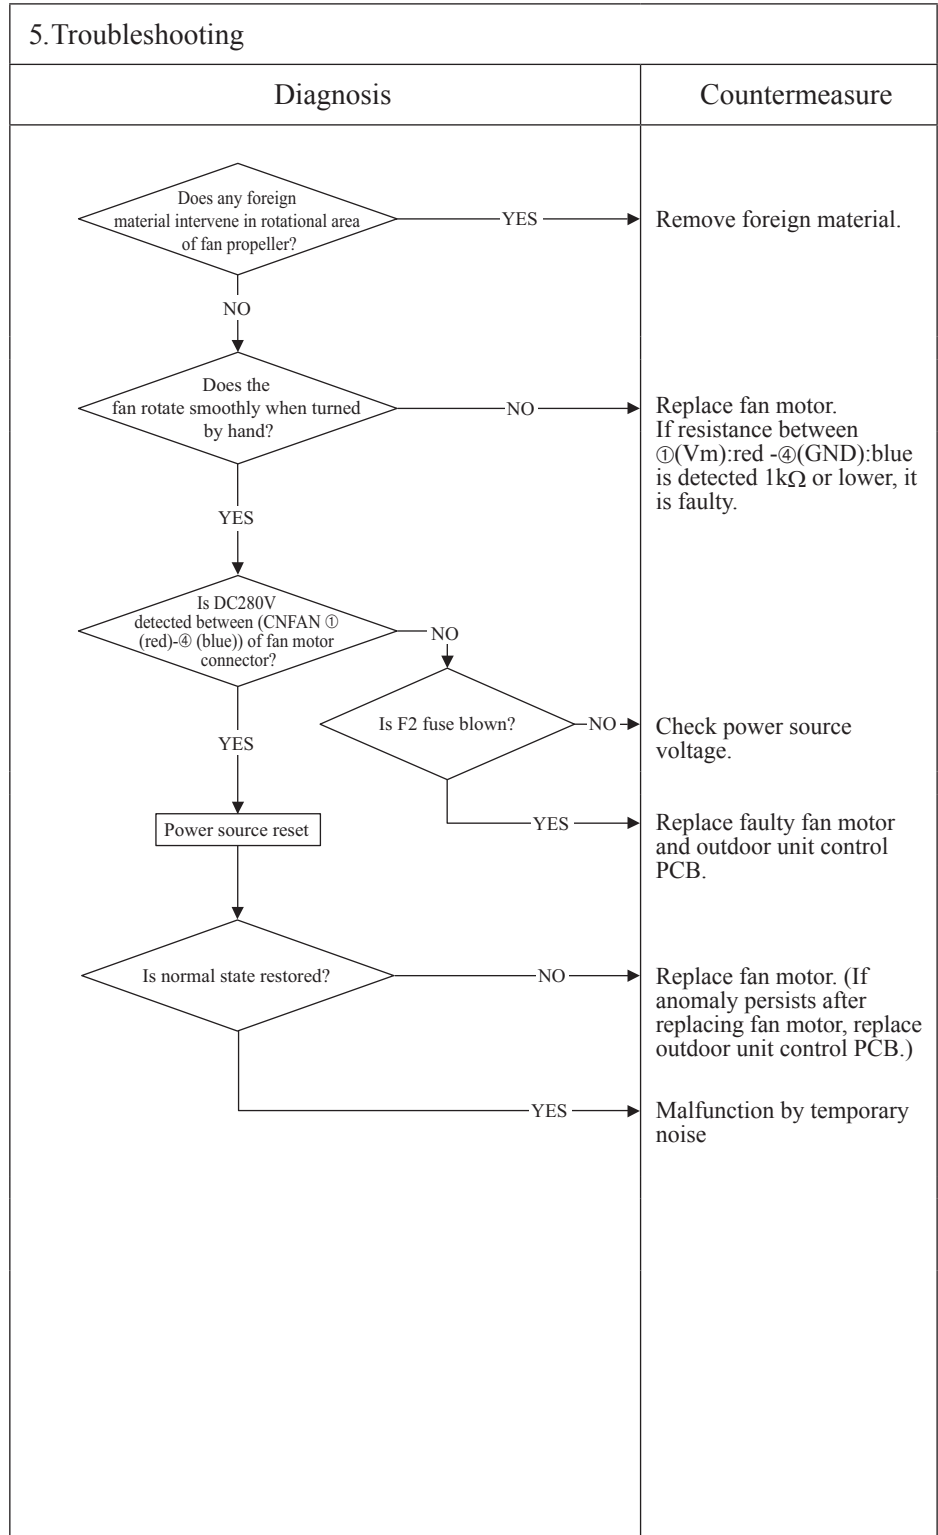 5.Troubleshooting
Diagnosis
Countermeasure
Does any foreign
material intervene in rotational area
of fan propeller?
YES
Remove foreign material.
NO
Does the
fan rotate smoothly when turned
by hand?
NO
Replace fan motor.
If resistance between
①(Vm):red -④(GND):blue
is detected 1kΩ or lower, it
is faulty.
YES
Is DC280V
detected between (CNFAN ①
(red)-④ (blue)) of fan motor
connector?
NO
Is F2 fuse blown?
NO
Check power source
voltage.
YES
YES
Replace faulty fan motor
and outdoor unit control
PCB.
Power source reset
Is normal state restored?
NO
Replace fan motor. (If
anomaly persists after
replacing fan motor, replace
outdoor unit control PCB.)
YES
Malfunction by temporary
noise